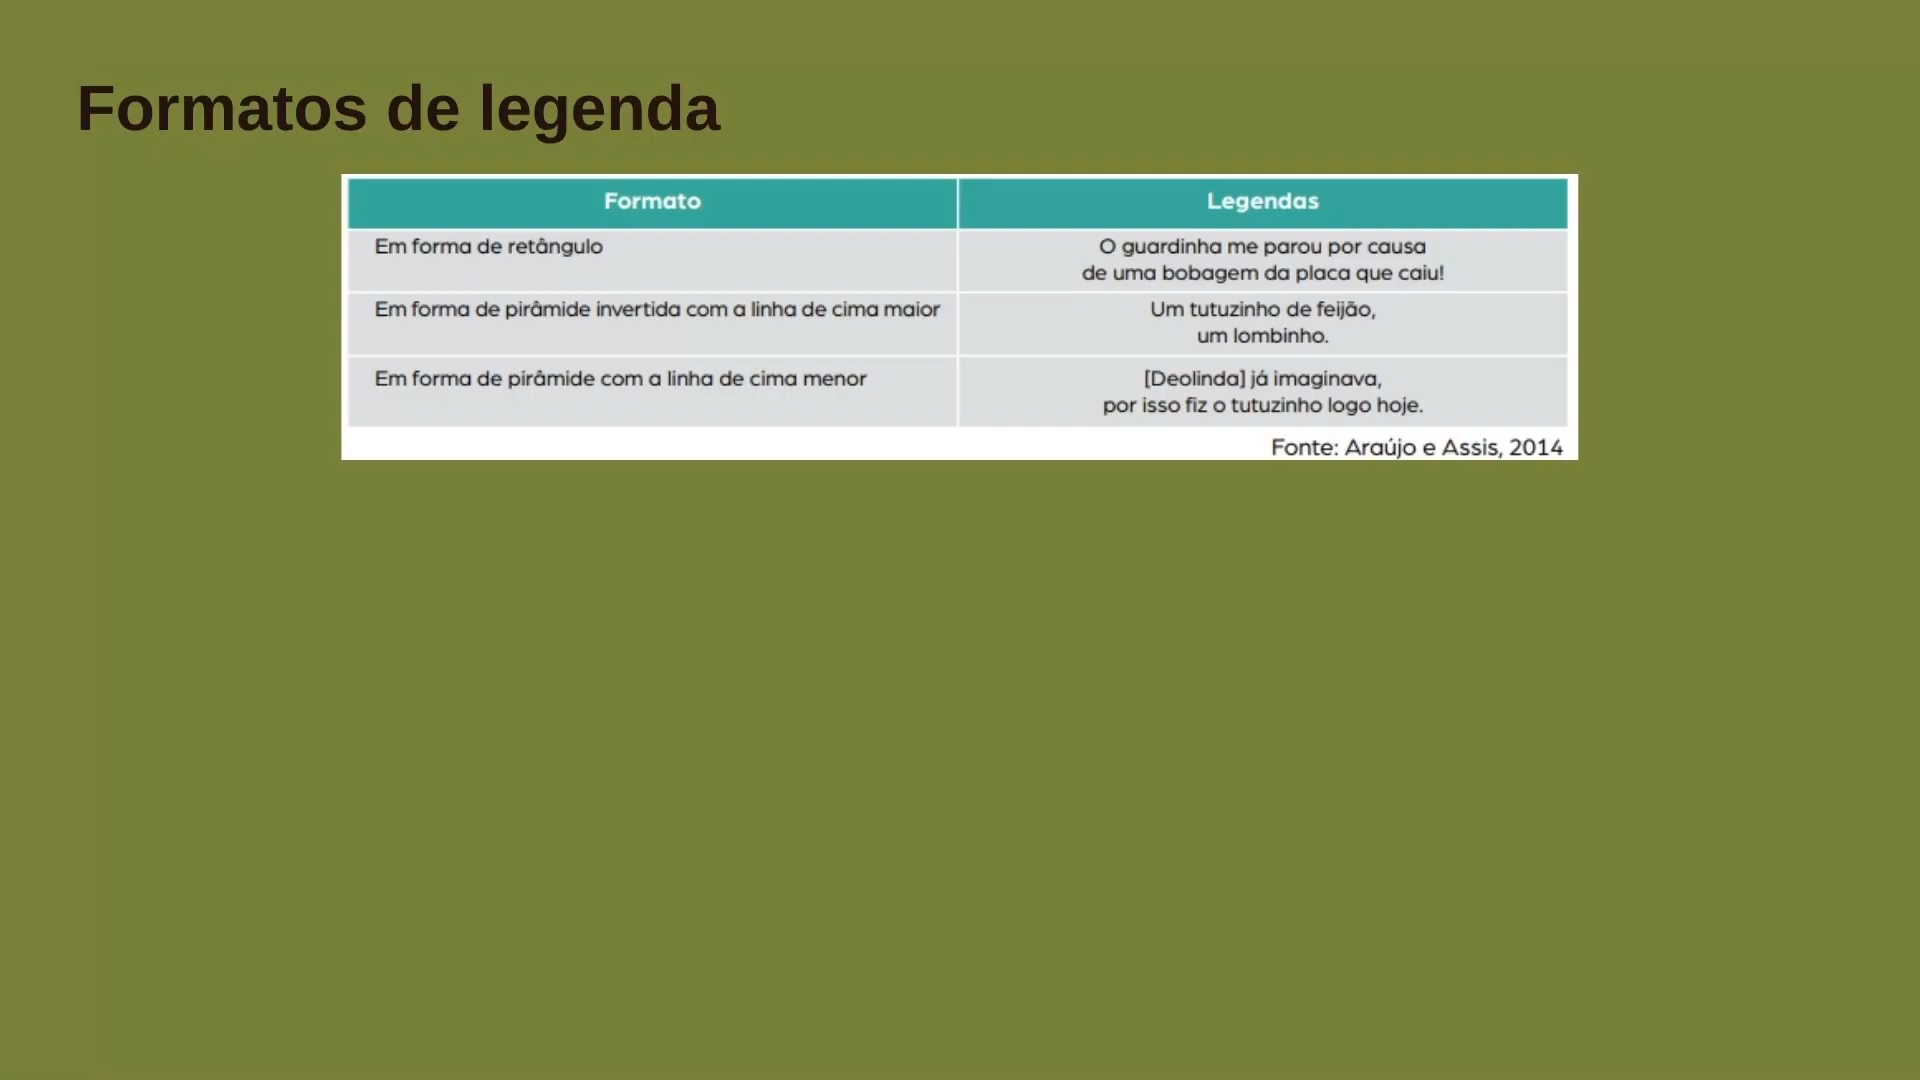 Formatos de legenda
Formato
Legendas
Em forma de retângulo
O guardinha me parou por causa
de uma bobagem da placa que caiu!
Em forma de pirâmide invertida com a linha de cima maior
Um tutuzinho de feijão,
um lombinho.
Em forma de pirâmide com a linha de cima menor
[Deolinda] já imaginava,
por isso fiz o tutuzinho logo hoje.
Fonte: Araújo e Assis, 2014